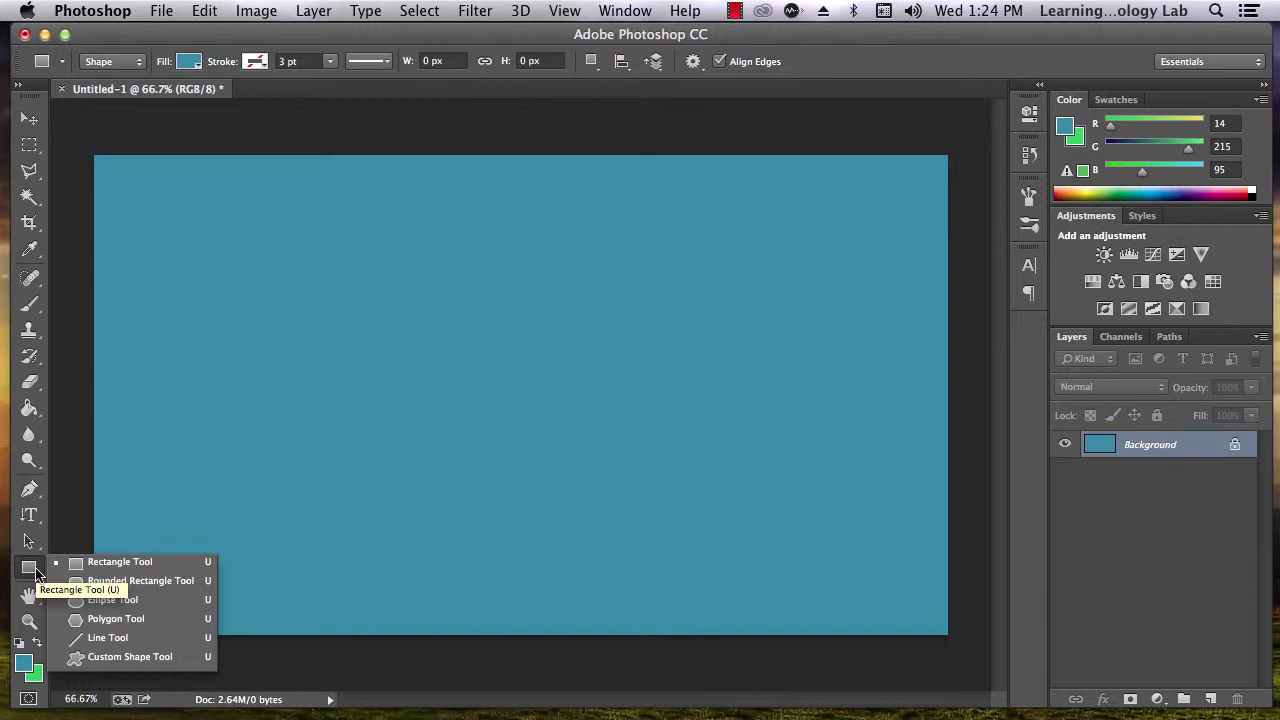 Photoshop File Edit Image Layer Type Select Filter 3D View Window Help Wed 1:24 PM Learning...ology Lab
Adobe Photoshop CC
Shape Fill: Stroke: 3 pt W: 0 px H: 0 px Align Edges Essentials
Untitled-1 @ 66.7% (RGB/8) *
Color Swatches
R 14
G 215
B 95
Adjustments Styles
Add an adjustment
Layers Channels Paths
Kind
Normal Opacity: 100%
Lock: Fill: 100%
Background
Rectangle Tool U
Rounded Rectangle Tool U
Rectangle Tool (U)
Ellipse Tool U
Polygon Tool U
Line Tool U
Custom Shape Tool U
66.67% Doc: 2.64M/0 bytes